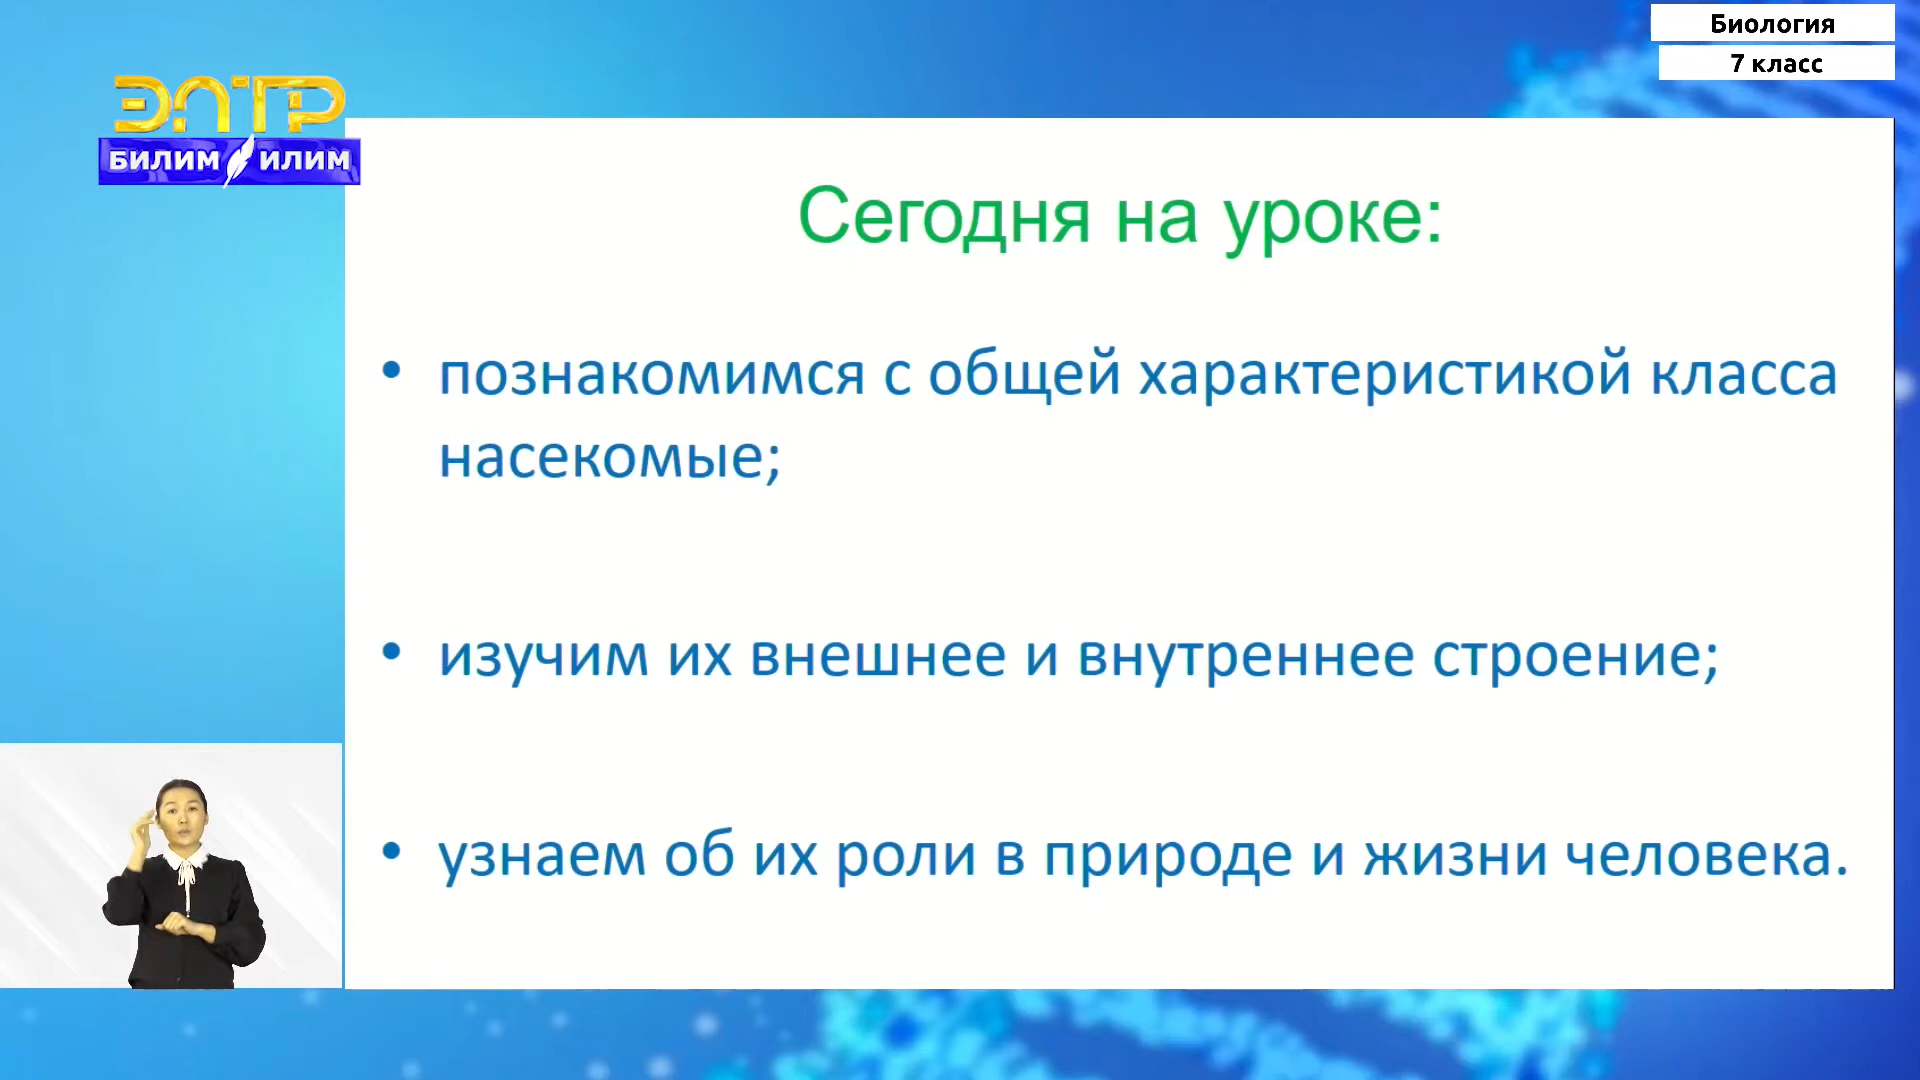 Биология
7 класс
ЭЛТР
БИЛИМ ИЛИМ
Сегодня на уроке:
• познакомимся с общей характеристикой класса
насекомые;
• изучим их внешнее и внутреннее строение;
• узнаем об их роли в природе и жизни человека.